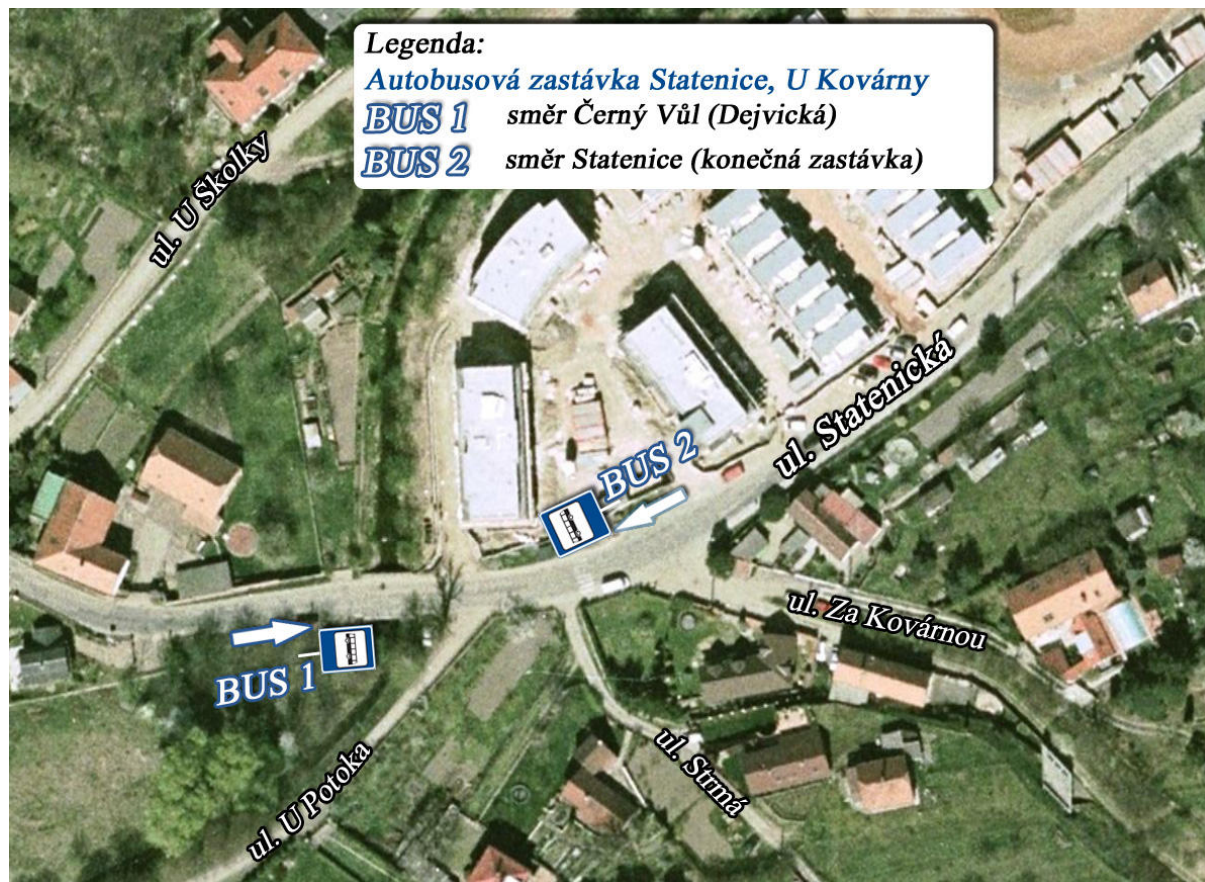 Legenda:
Autobusová zastávka Statenice, U Kovárny
BUS 1 směr Černý Vůl (Dejvická)
BUS 2 směr Statenice (konečná zastávka)
ul. U Školky
ul. Statenická
BUS 2
ul. Za Kovárnou
BUS 1
ul. U Potoka
ul. Strmá